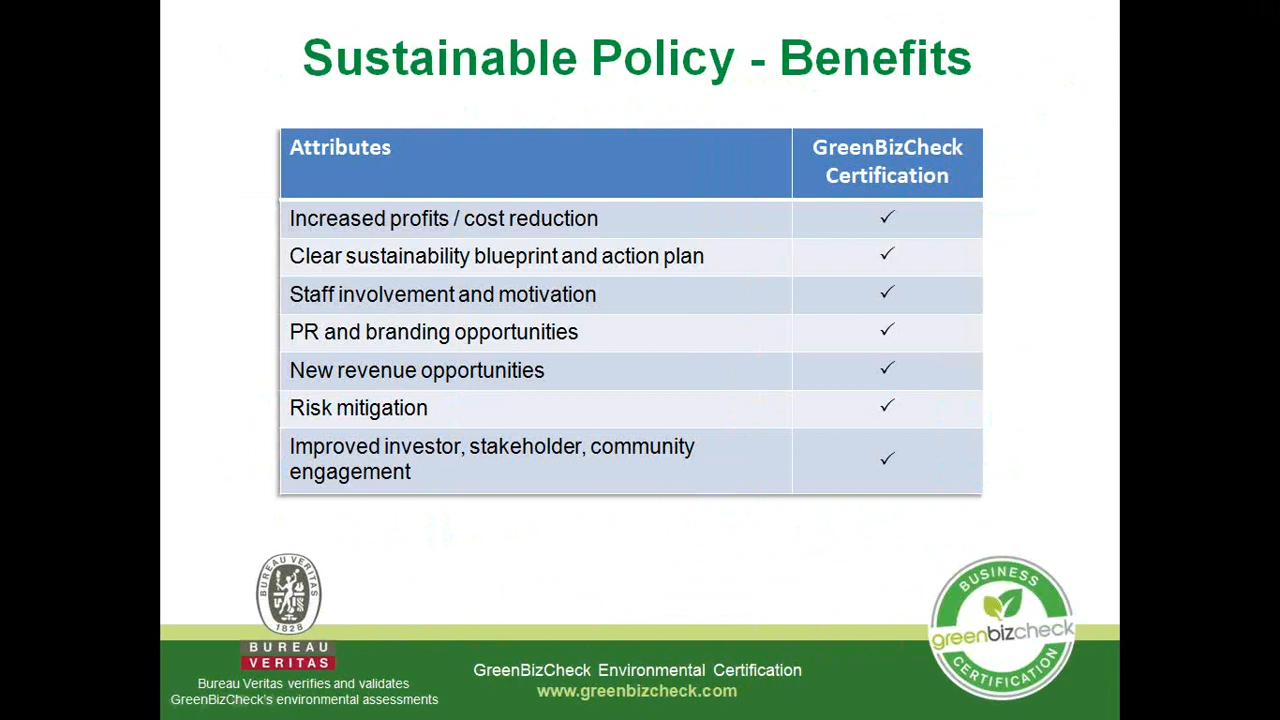 Sustainable Policy - Benefits
Attributes
GreenBizCheck
Certification
Increased profits / cost reduction ✓
Clear sustainability blueprint and action plan ✓
Staff involvement and motivation ✓
PR and branding opportunities ✓
New revenue opportunities ✓
Risk mitigation ✓
Improved investor, stakeholder, community
engagement ✓
BUREAU VERITAS
1828
BUREAU
VERITAS
Bureau Veritas verifies and validates
GreenBizCheck's environmental assessments
GreenBizCheck Environmental Certification
www.greenbizcheck.com
BUSINESS
greenbizcheck
CERTIFICATION